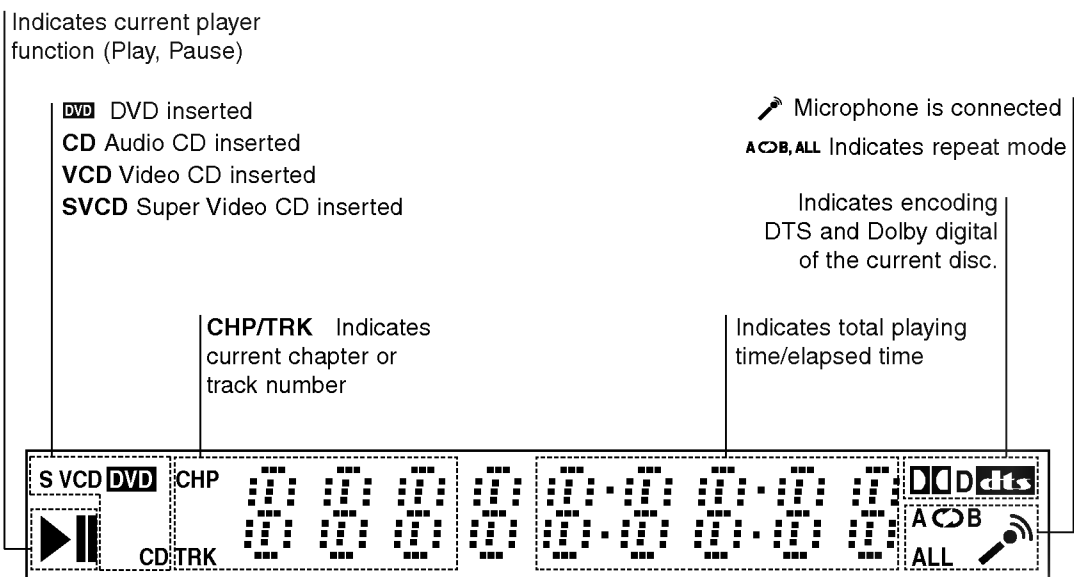 Indicates current player
function (Play, Pause)
DVD DVD inserted
CD Audio CD inserted
VCD Video CD inserted
SVCD Super Video CD inserted
Microphone is connected
A B, ALL Indicates repeat mode
Indicates encoding
DTS and Dolby digital
of the current disc.
CHP/TRK Indicates
current chapter or
track number
Indicates total playing
time/elapsed time
S VCD DVD CHP
D dts
A B
CD TRK
ALL